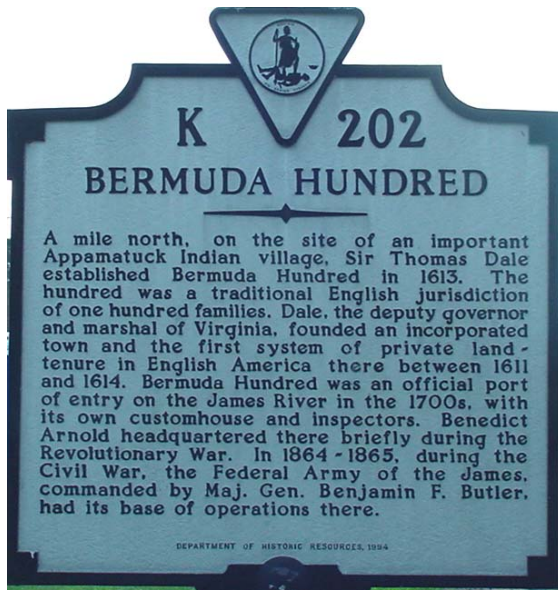 K 202
BERMUDA HUNDRED
A mile north, on the site of an important
Appamatuck Indian village, Sir Thomas Dale
established Bermuda Hundred in 1613. The
hundred was a traditional English jurisdiction
of one hundred families. Dale, the deputy governor
and marshal of Virginia, founded an incorporated
town and the first system of private land-
tenure in English America there between 1611
and 1614. Bermuda Hundred was an official port
of entry on the James River in the 1700s, with
its own customhouse and inspectors. Benedict
Arnold headquartered there briefly during the
Revolutionary War. In 1864-1865, during the
Civil War, the Federal Army of the James,
commanded by Maj. Gen. Benjamin F. Butler,
had its base of operations there.
DEPARTMENT OF HISTORIC RESOURCES, 1994